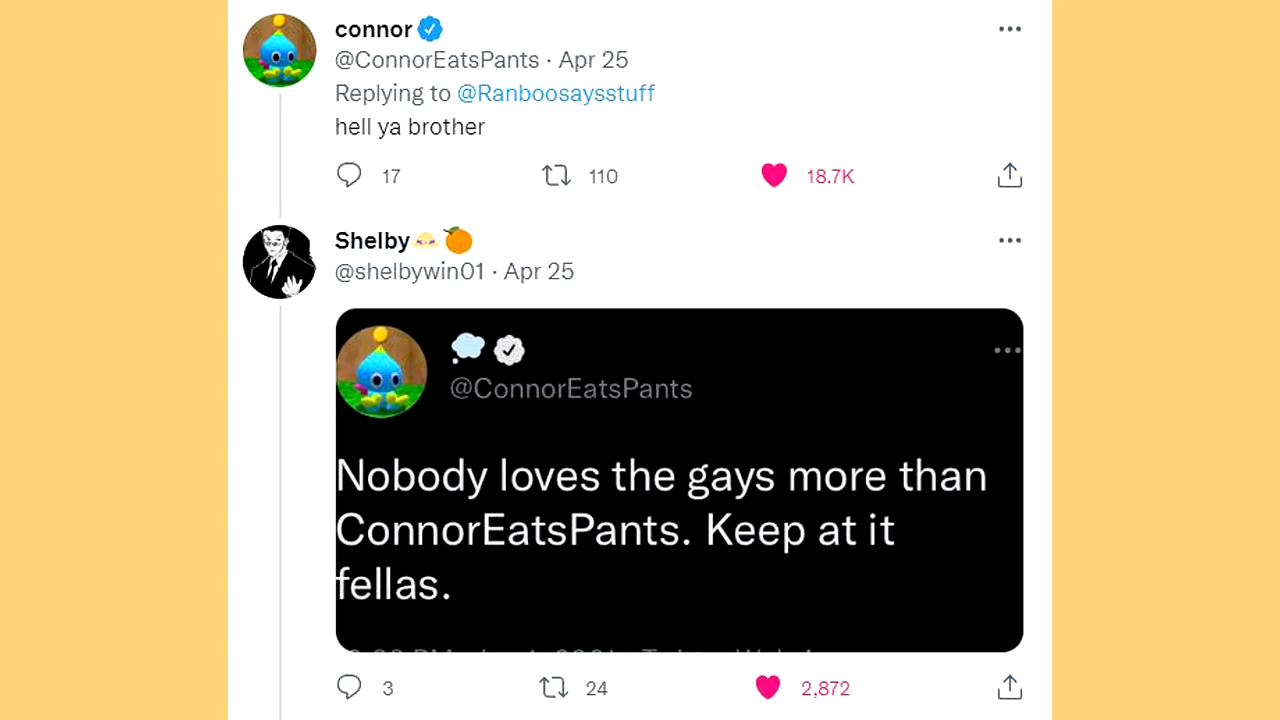 connor
@ConnorEatsPants · Apr 25
Replying to @Ranboosaysstuff
hell ya brother
17 110 18.7K
Shelby
@shelbywin01 · Apr 25
@ConnorEatsPants
Nobody loves the gays more than
ConnorEatsPants. Keep at it
fellas.
3 24 2,872